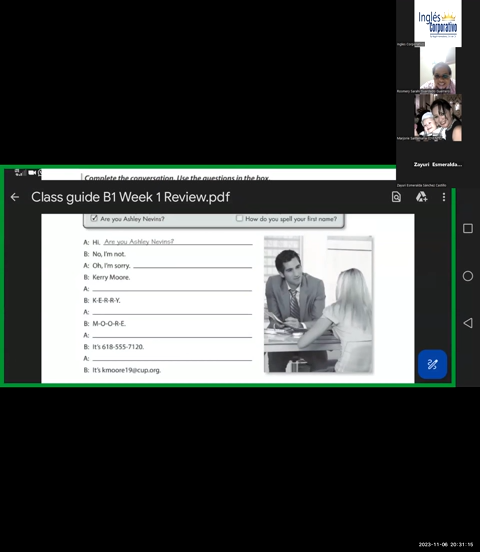 Inglés
Corporativo
Zayuri Esmeralda...
Complete the conversation. Use the questions in the box.
Class guide B1 Week 1 Review.pdf
Are you Ashley Nevins? How do you spell your first name?
A: Hi. Are you Ashley Nevins?
B: No, I'm not.
A: Oh, I'm sorry.
B: Kerry Moore.
A:
B: K-E-R-R-Y.
A:
B: M-O-O-R-E.
A:
B: It's 618-555-7120.
A:
B: It's kmoore19@cup.org.
2023-11-06 20:31:15